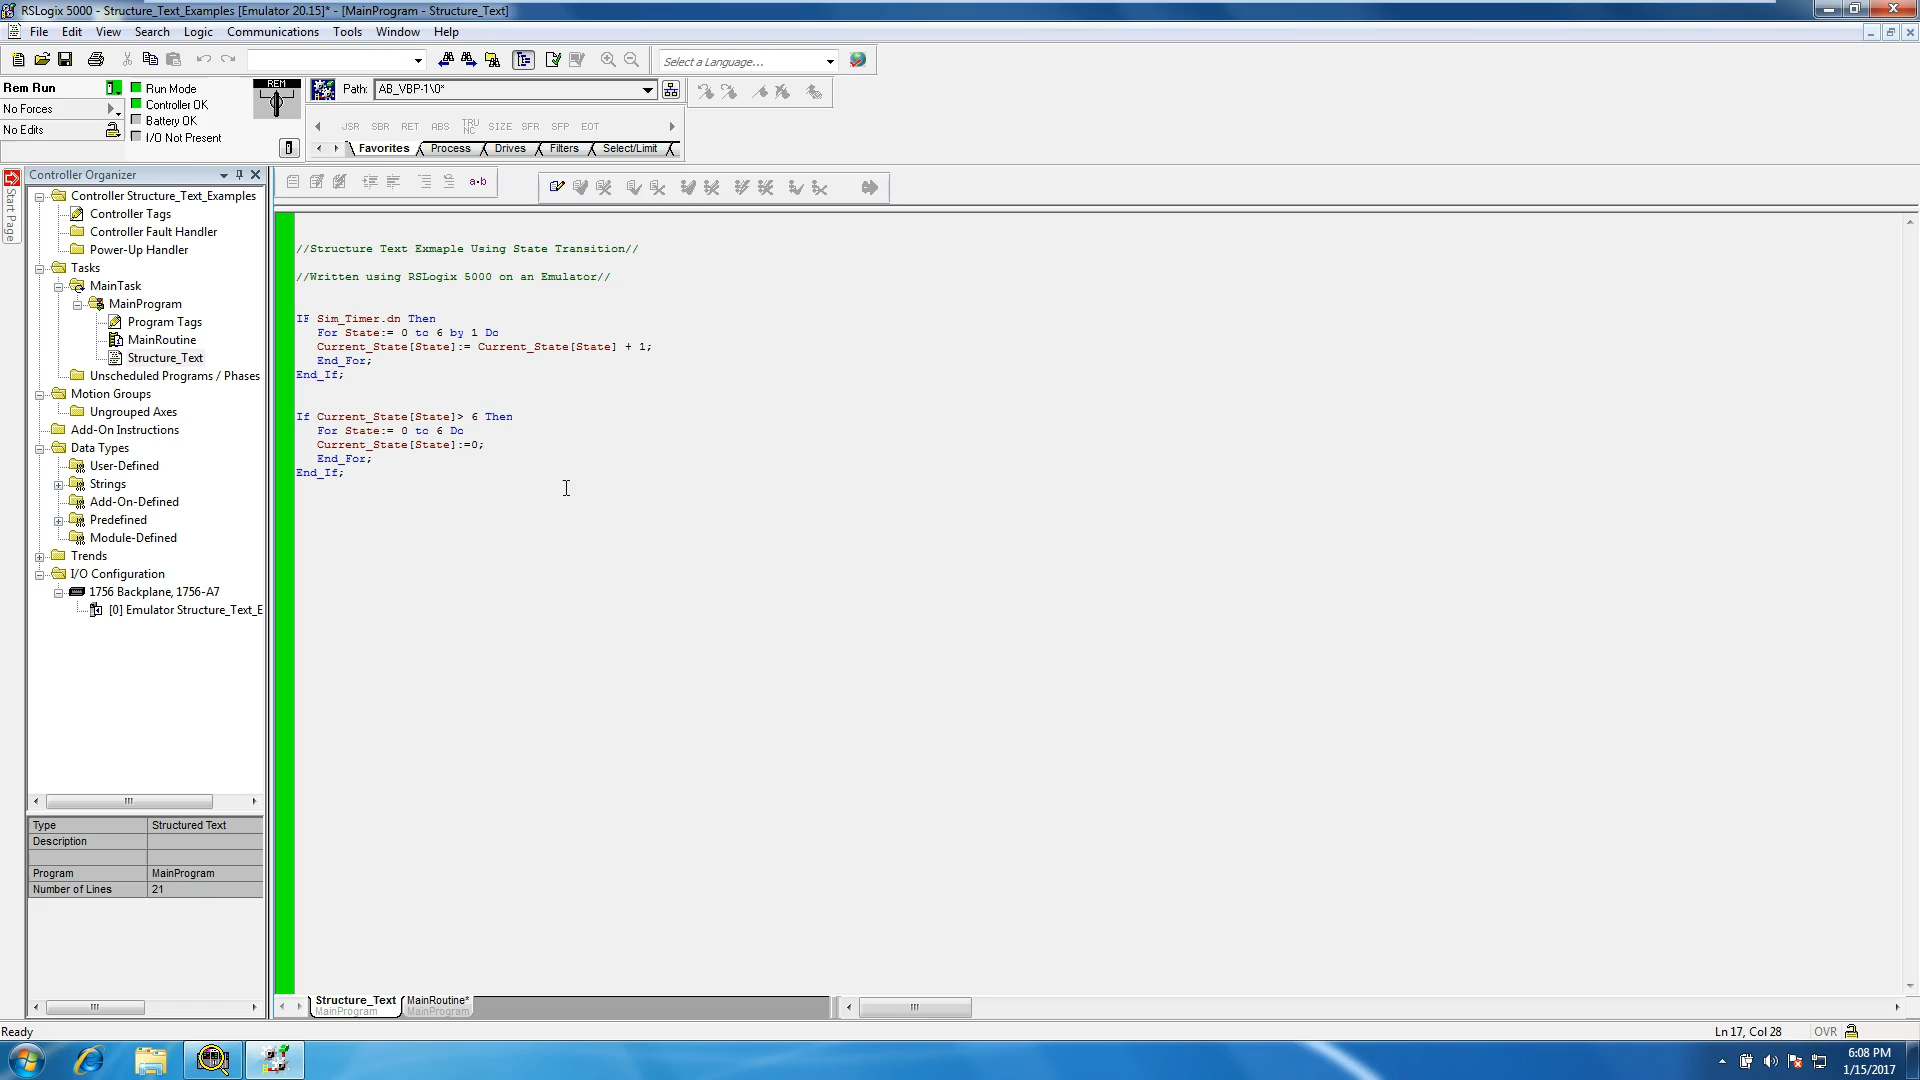 RSLogix 5000 - Structure_Text_Examples [Emulator 20.15]* - [MainProgram - Structure_Text]
File Edit View Search Logic Communications Tools Window Help
Select a Language...
Rem Run
No Forces
No Edits
Run Mode
Controller OK
Battery OK
I/O Not Present
REM
Path: AB_VBP-1\0*
JSR SBR RET ABS TRUNC SIZE SFR SFP EOT
Favorites Process Drives Filters Select/Limit
Start Page
Controller Organizer
Controller Structure_Text_Examples
Controller Tags
Controller Fault Handler
Power-Up Handler
Tasks
MainTask
MainProgram
Program Tags
MainRoutine
Structure_Text
Unscheduled Programs / Phases
Motion Groups
Ungrouped Axes
Add-On Instructions
Data Types
User-Defined
Strings
Add-On-Defined
Predefined
Module-Defined
Trends
I/O Configuration
1756 Backplane, 1756-A7
[0] Emulator Structure_Text_E
Type Structured Text
Description
Program MainProgram
Number of Lines 21
a•b
//Structure Text Exmaple Using State Transition//
//Written using RSLogix 5000 on an Emulator//
IF Sim_Timer.dn Then
For State:= 0 to 6 by 1 Do
Current_State[State]:= Current_State[State] + 1;
End_For;
End_If;
If Current_State[State]> 6 Then
For State:= 0 to 6 Do
Current_State[State]:=0;
End_For;
End_If;
Structure_Text MainRoutine*
MainProgram MainProgram
Ready
Ln 17, Col 28
OVR
6:08 PM
1/15/2017